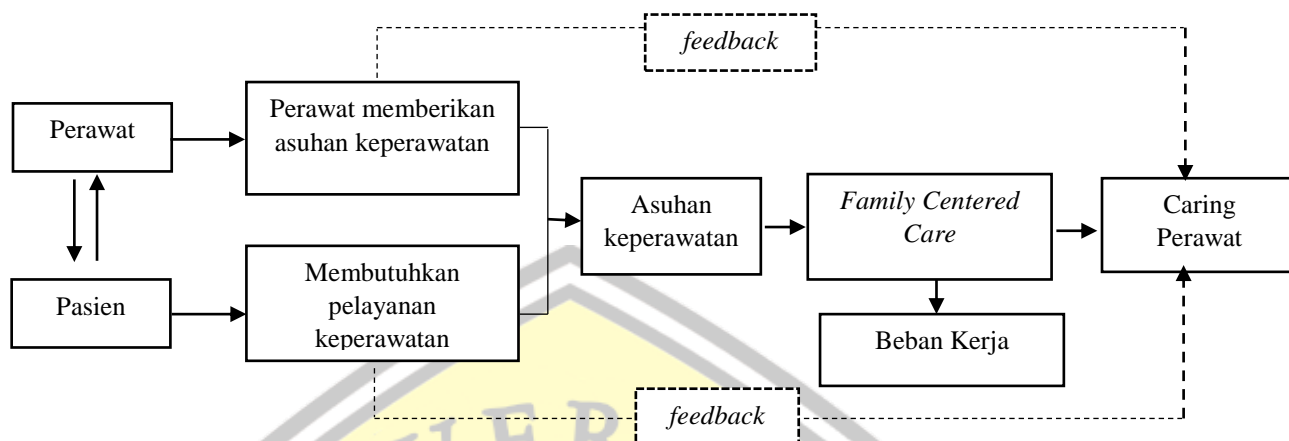 feedback
Perawat
Perawat memberikan
asuhan keperawatan
Asuhan
keperawatan
Family Centered
Care
Caring
Perawat
Pasien
Membutuhkan
pelayanan
keperawatan
Beban Kerja
feedback